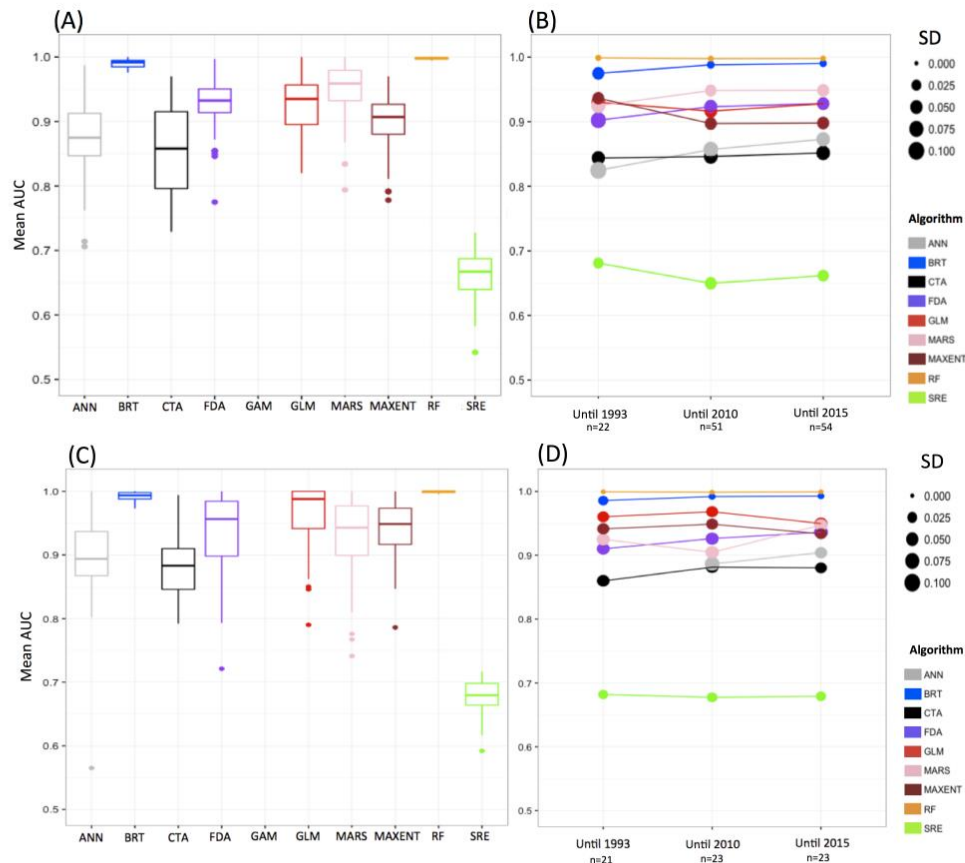 (A)
Mean AUC
1.0
0.9
0.8
0.7
0.6
0.5
ANN BRT CTA FDA GAM GLM MARS MAXENT RF SRE
(B)
1.0
0.9
0.8
0.7
0.6
0.5
Until 1993 Until 2010 Until 2015
n=22 n=51 n=54
SD
0.000
0.025
0.050
0.075
0.100
Algorithm
ANN
BRT
CTA
FDA
GLM
MARS
MAXENT
RF
SRE
(C)
Mean AUC
1.0
0.9
0.8
0.7
0.6
0.5
ANN BRT CTA FDA GAM GLM MARS MAXENT RF SRE
(D)
1.0
0.9
0.8
0.7
0.6
0.5
Until 1993 Until 2010 Until 2015
n=21 n=23 n=23
SD
0.000
0.025
0.050
0.075
0.100
Algorithm
ANN
BRT
CTA
FDA
GLM
MARS
MAXENT
RF
SRE